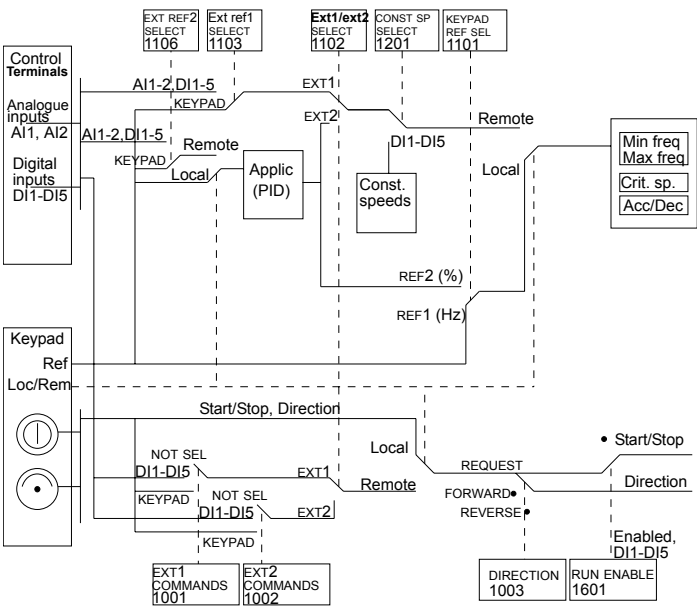 EXT REF2
SELECT
1106
Ext ref1
SELECT
1103
Ext1/ext2
SELECT
1102
CONST SP
SELECT
1201
KEYPAD
REF SEL
1101
Control
Terminals
Analogue
inputs
AI1, AI2
Digital
inputs
DI1-DI5
AI1-2,DI1-5
KEYPAD
EXT1
EXT2
AI1-2,DI1-5
Remote
KEYPAD
Local
Applic
(PID)
DI1-DI5
Const.
speeds
Remote
Local
Min freq
Max freq
Crit. sp.
Acc/Dec
REF2 (%)
REF1 (Hz)
Keypad
Ref
Loc/Rem
Start/Stop, Direction
Local
NOT SEL
DI1-DI5
EXT1
KEYPAD
NOT SEL
DI1-DI5
EXT2
KEYPAD
Remote
REQUEST
FORWARD
REVERSE
• Start/Stop
Direction
Enabled,
DI1-DI5
EXT1
COMMANDS
1001
EXT2
COMMANDS
1002
DIRECTION
1003
RUN ENABLE
1601